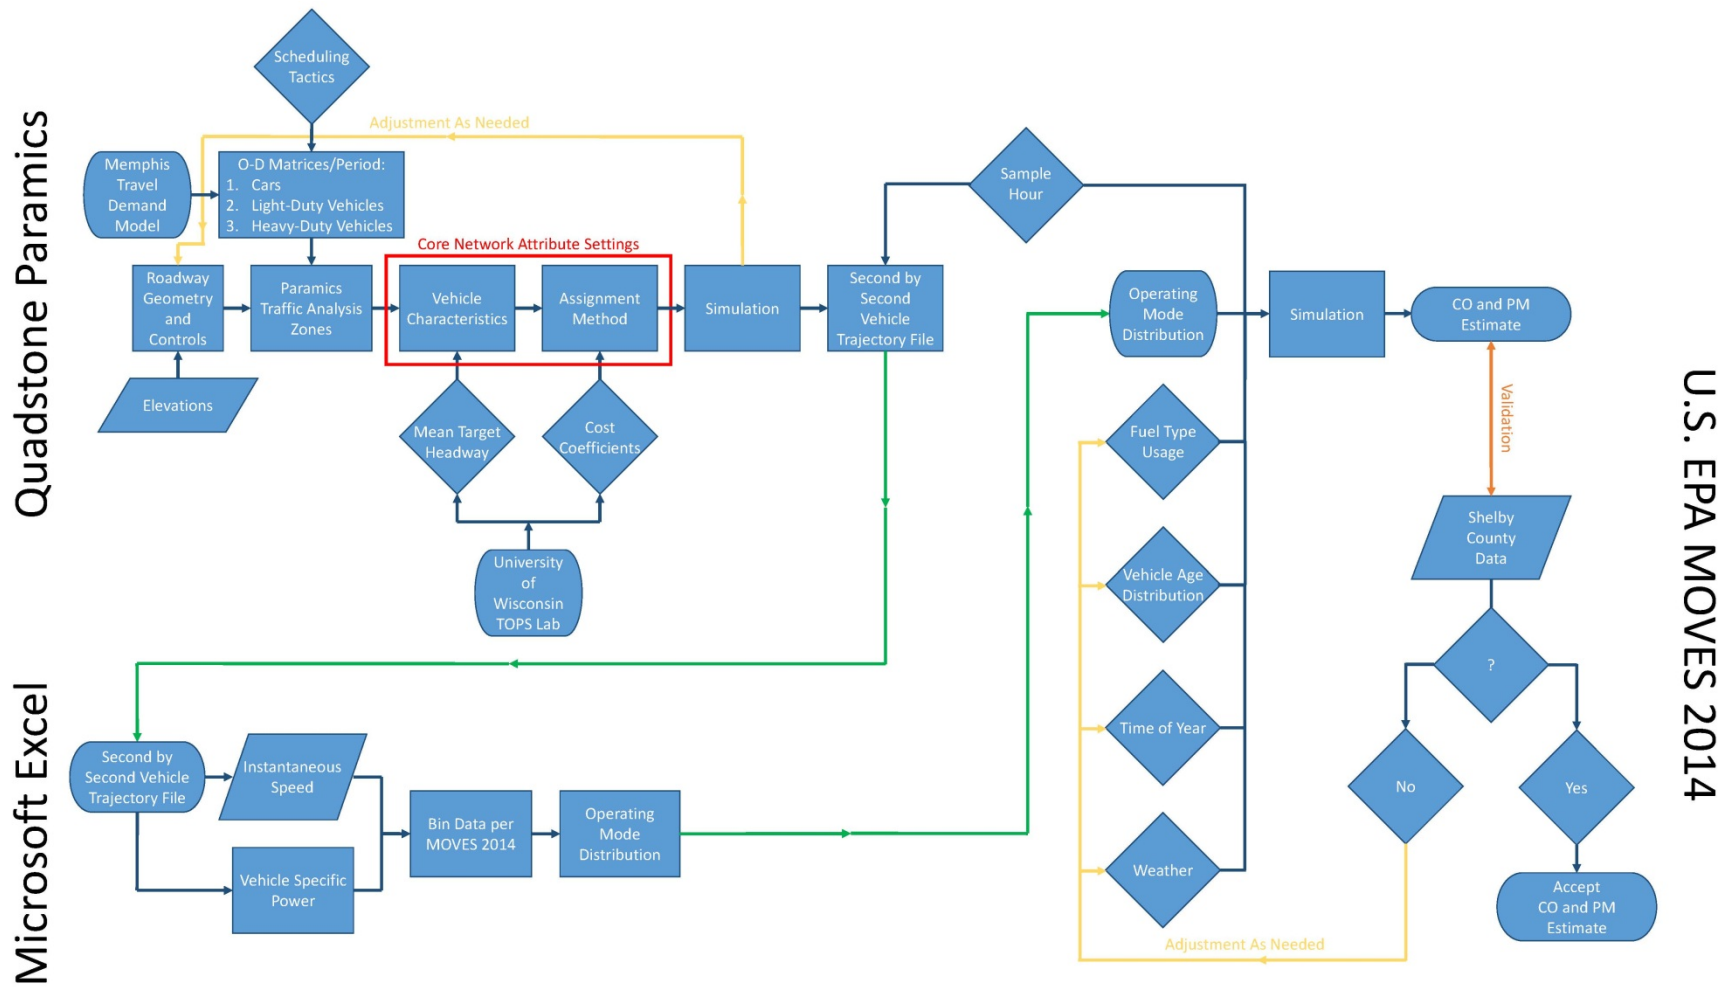 Quadstone Paramics
Scheduling
Tactics
Adjustment As Needed
Memphis
Travel
Demand
Model
O-D Matrices/Period:
1. Cars
2. Light-Duty Vehicles
3. Heavy-Duty Vehicles
Core Network Attribute Settings
Roadway
Geometry
and
Controls
Paramics
Traffic Analysis
Zones
Vehicle
Characteristics
Assignment
Method
Simulation
Second by
Second
Vehicle
Trajectory File
Elevations
Mean Target
Headway
Cost
Coefficients
University
of
Wisconsin
TOPS Lab
Microsoft Excel
Second by
Second Vehicle
Trajectory File
Instantaneous
Speed
Vehicle Specific
Power
Bin Data per
MOVES 2014
Operating
Mode
Distribution
U.S. EPA MOVES 2014
Sample
Hour
Operating
Mode
Distribution
Simulation
CO and PM
Estimate
Validation
Fuel Type
Usage
Vehicle Age
Distribution
Time of Year
Weather
Shelby
County
Data
?
No
Yes
Accept
CO and PM
Estimate
Adjustment As Needed